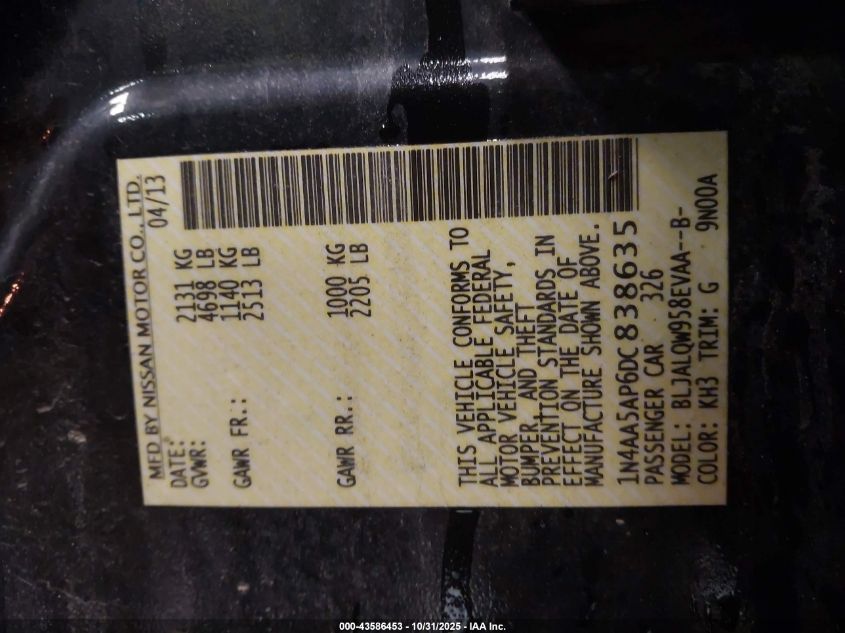 MFD BY NISSAN MOTOR CO., LTD.
DATE: 04/13
GVWR: 2131 KG
4698 LB
GAWR FR.: 1140 KG
2513 LB
GAWR RR.: 1000 KG
2205 LB
THIS VEHICLE CONFORMS TO
ALL APPLICABLE FEDERAL
MOTOR VEHICLE SAFETY,
BUMPER, AND THEFT
PREVENTION STANDARDS IN
EFFECT ON THE DATE OF
MANUFACTURE SHOWN ABOVE.
1N4AA5AP6DC838635
PASSENGER CAR 326
MODEL: BLJALQW958EVAA---B-
COLOR: KH3 TRIM: G 9N00A
000-43586453 - 10/31/2025 - IAA Inc.